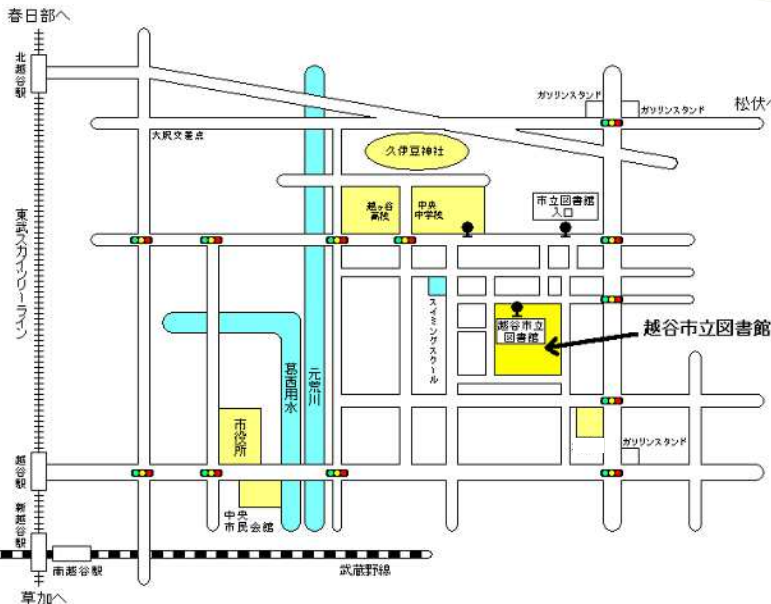 春日部へ
北越谷駅
ガソリンスタンド
ガソリンスタンド
松伏へ
大沢交差点
久伊豆神社
越ヶ谷
高校
中央
中学校
市立図書館
入口
東武スカイツリーライン
スイミングスクール
越谷市立
図書館
越谷市立図書館
葛西用水
元荒川
市役所
ガソリンスタンド
越谷駅
中央
市民会館
新越谷駅
南越谷駅
武蔵野線
草加へ